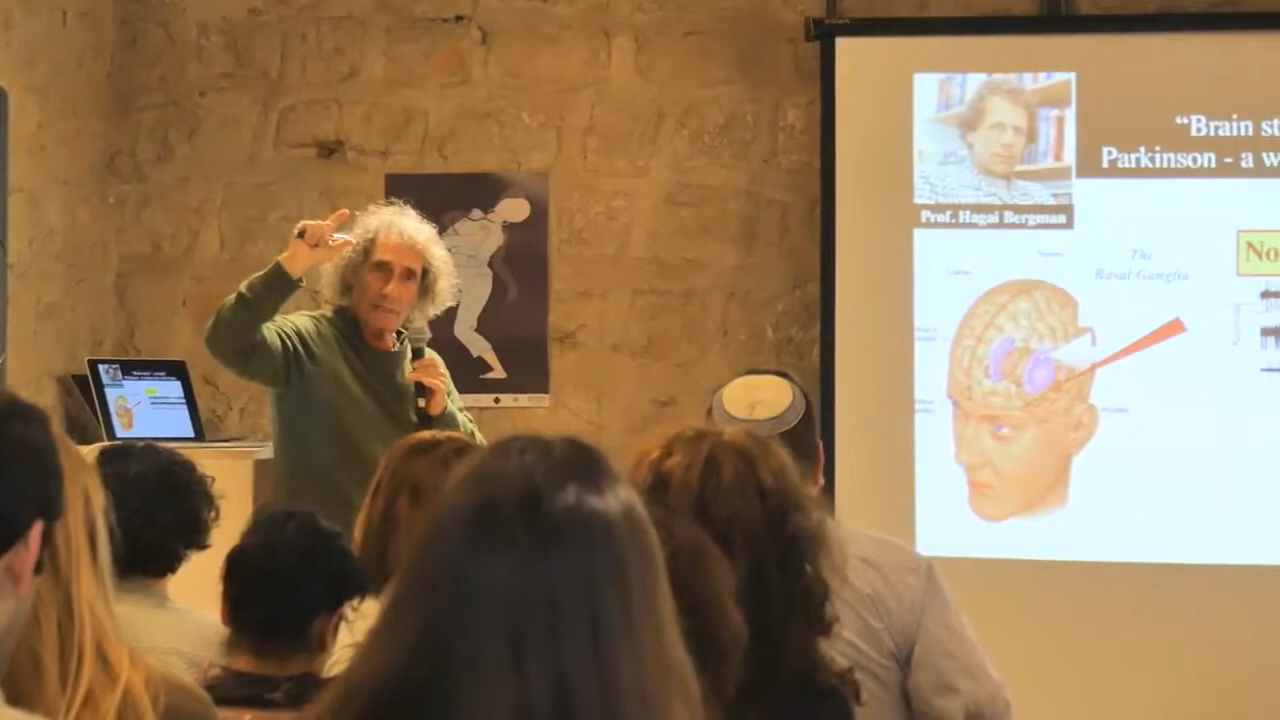 “Brain st
Parkinson - a w
Prof. Hagai Bergman
The
Basal Ganglia
No